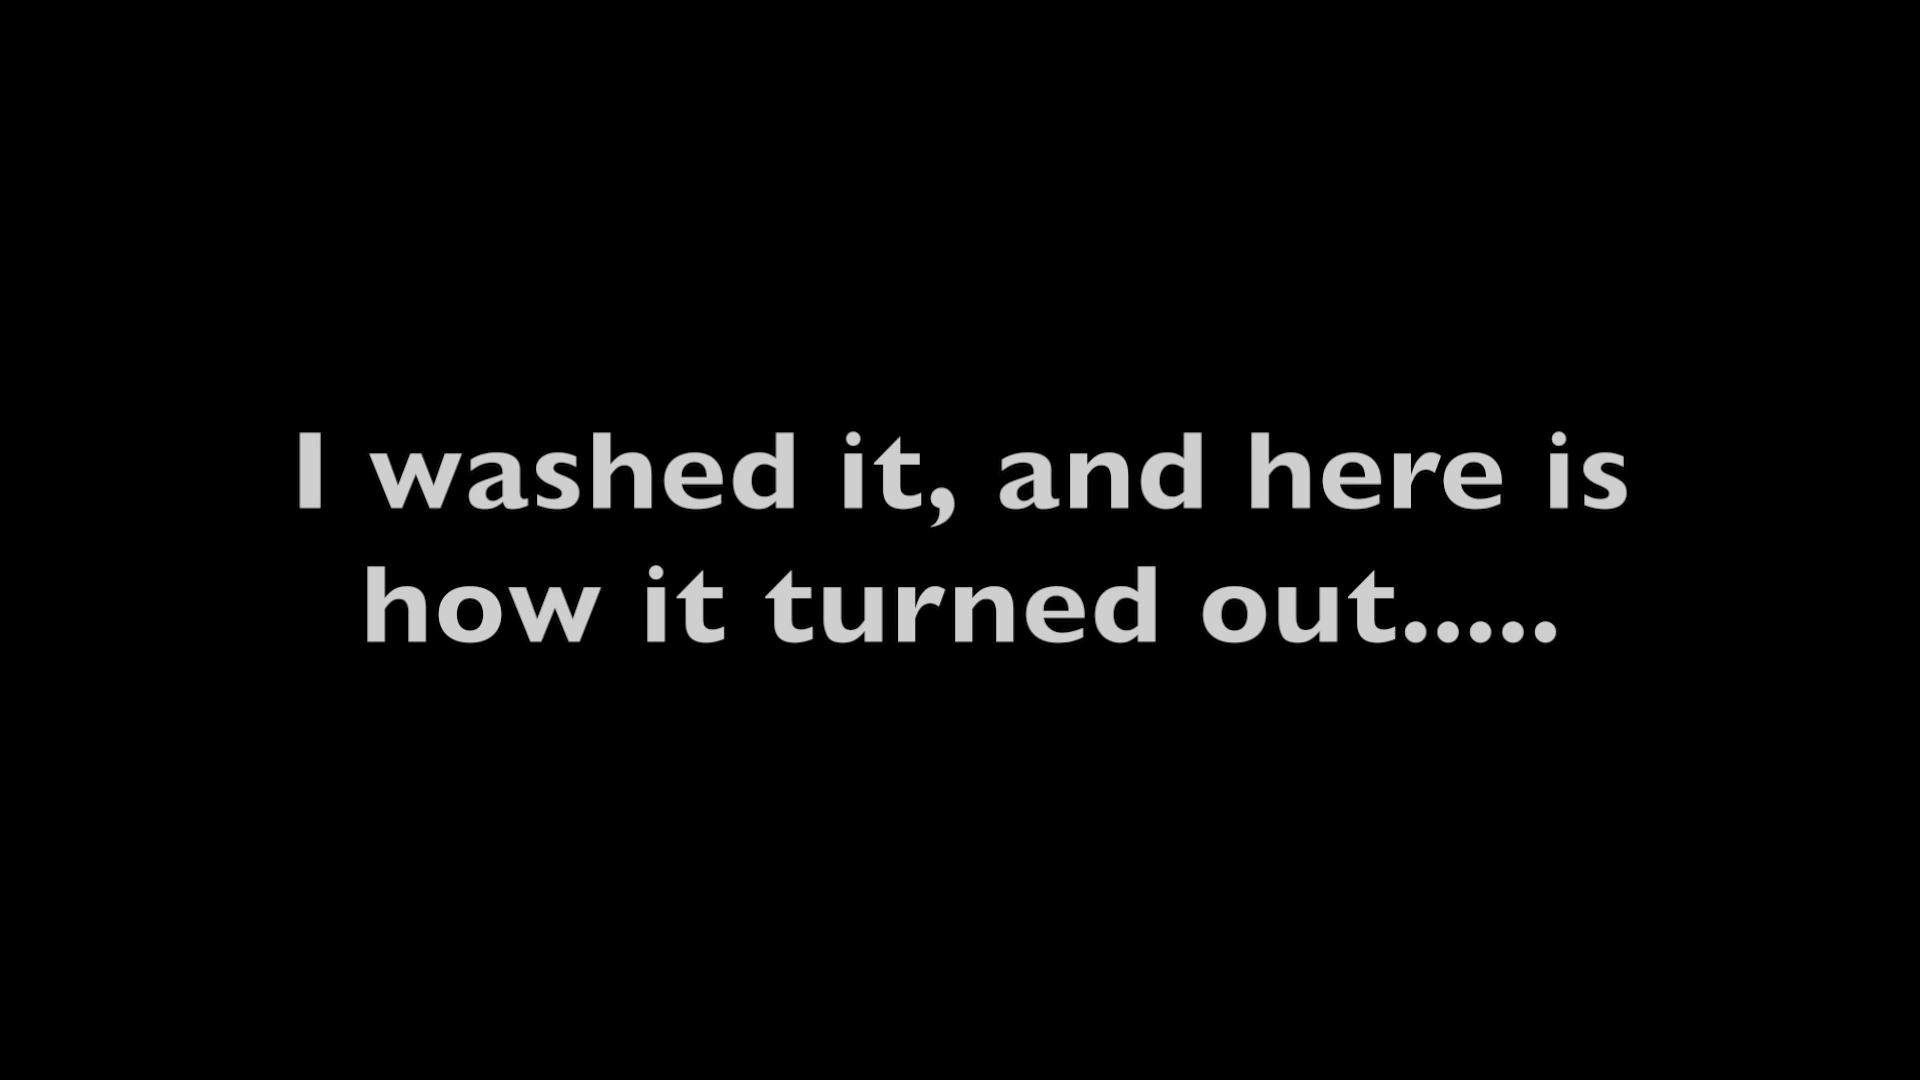 I washed it, and here is
how it turned out.....